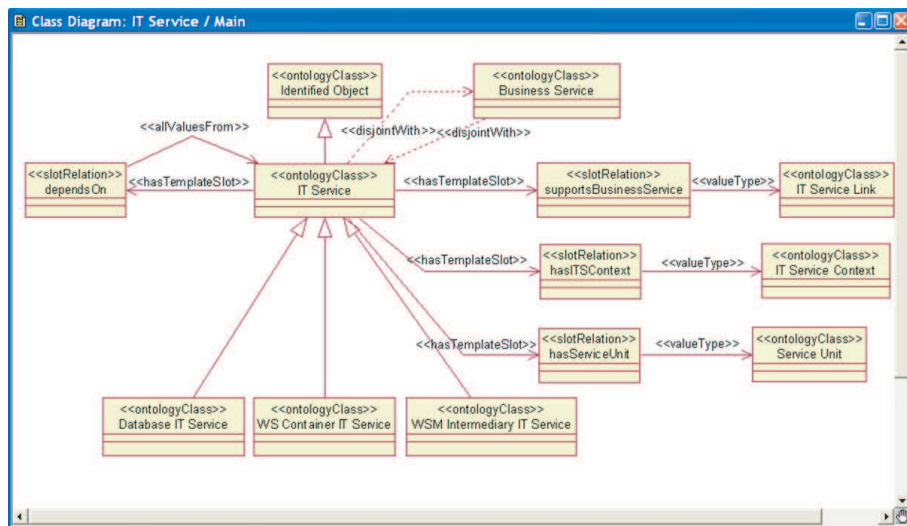 Class Diagram: IT Service / Main
<<ontologyClass>>
Identified Object
<<ontologyClass>>
Business Service
<<allValuesFrom>>
<<disjointWith>>
<<disjointWith>>
<<slotRelation>>
dependsOn
<<hasTemplateSlot>>
<<ontologyClass>>
IT Service
<<hasTemplateSlot>>
<<slotRelation>>
supportsBusinessService
<<valueType>>
<<ontologyClass>>
IT Service Link
<<hasTemplateSlot>>
<<slotRelation>>
hasITSContext
<<valueType>>
<<ontologyClass>>
IT Service Context
<<hasTemplateSlot>>
<<slotRelation>>
hasServiceUnit
<<valueType>>
<<ontologyClass>>
Service Unit
<<ontologyClass>>
Database IT Service
<<ontologyClass>>
WS Container IT Service
<<ontologyClass>>
WSM Intermediary IT Service